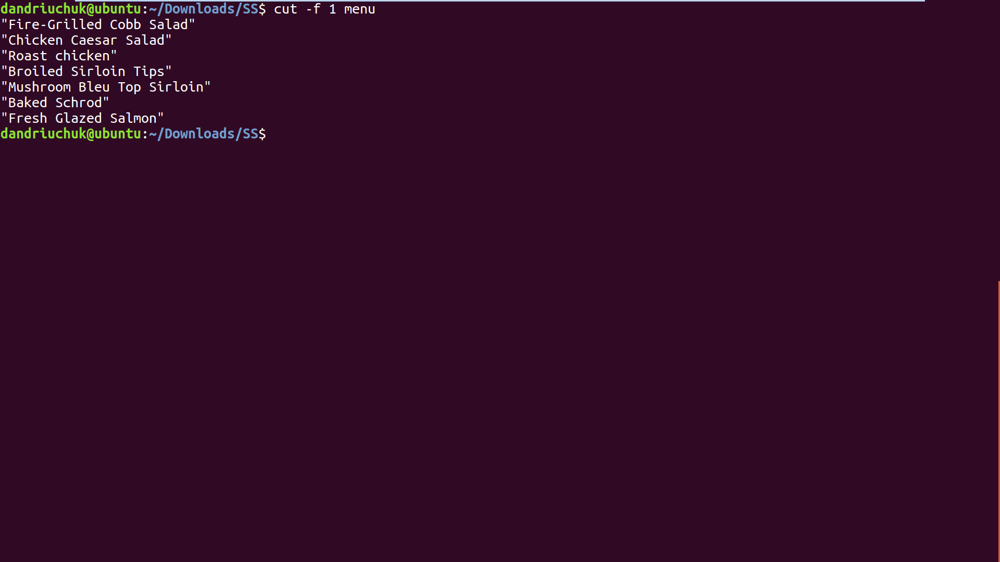 dandriuchuk@ubuntu:~/Downloads/SS$ cut -f 1 menu
"Fire-Grilled Cobb Salad"
"Chicken Caesar Salad"
"Roast chicken"
"Broiled Sirloin Tips"
"Mushroom Bleu Top Sirloin"
"Baked Schrod"
"Fresh Glazed Salmon"
dandriuchuk@ubuntu:~/Downloads/SS$